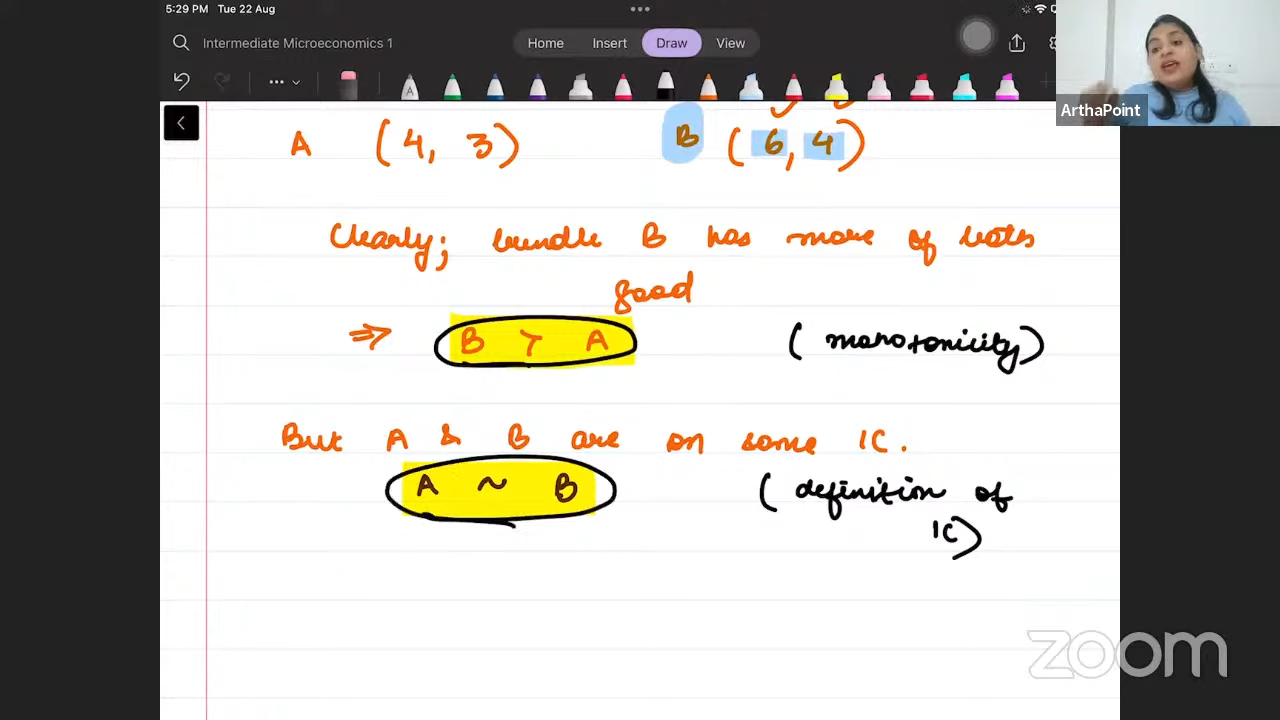 5:29 PM Tue 22 Aug
Intermediate Microeconomics 1
Home Insert Draw View
ArthaPoint
A (4, 3) B (6, 4)
Clearly; bundle B has more of both
good
⇒ B ≻ A (monotonicity)
But A & B are on same IC.
A ~ B (definition of
IC)
zoom